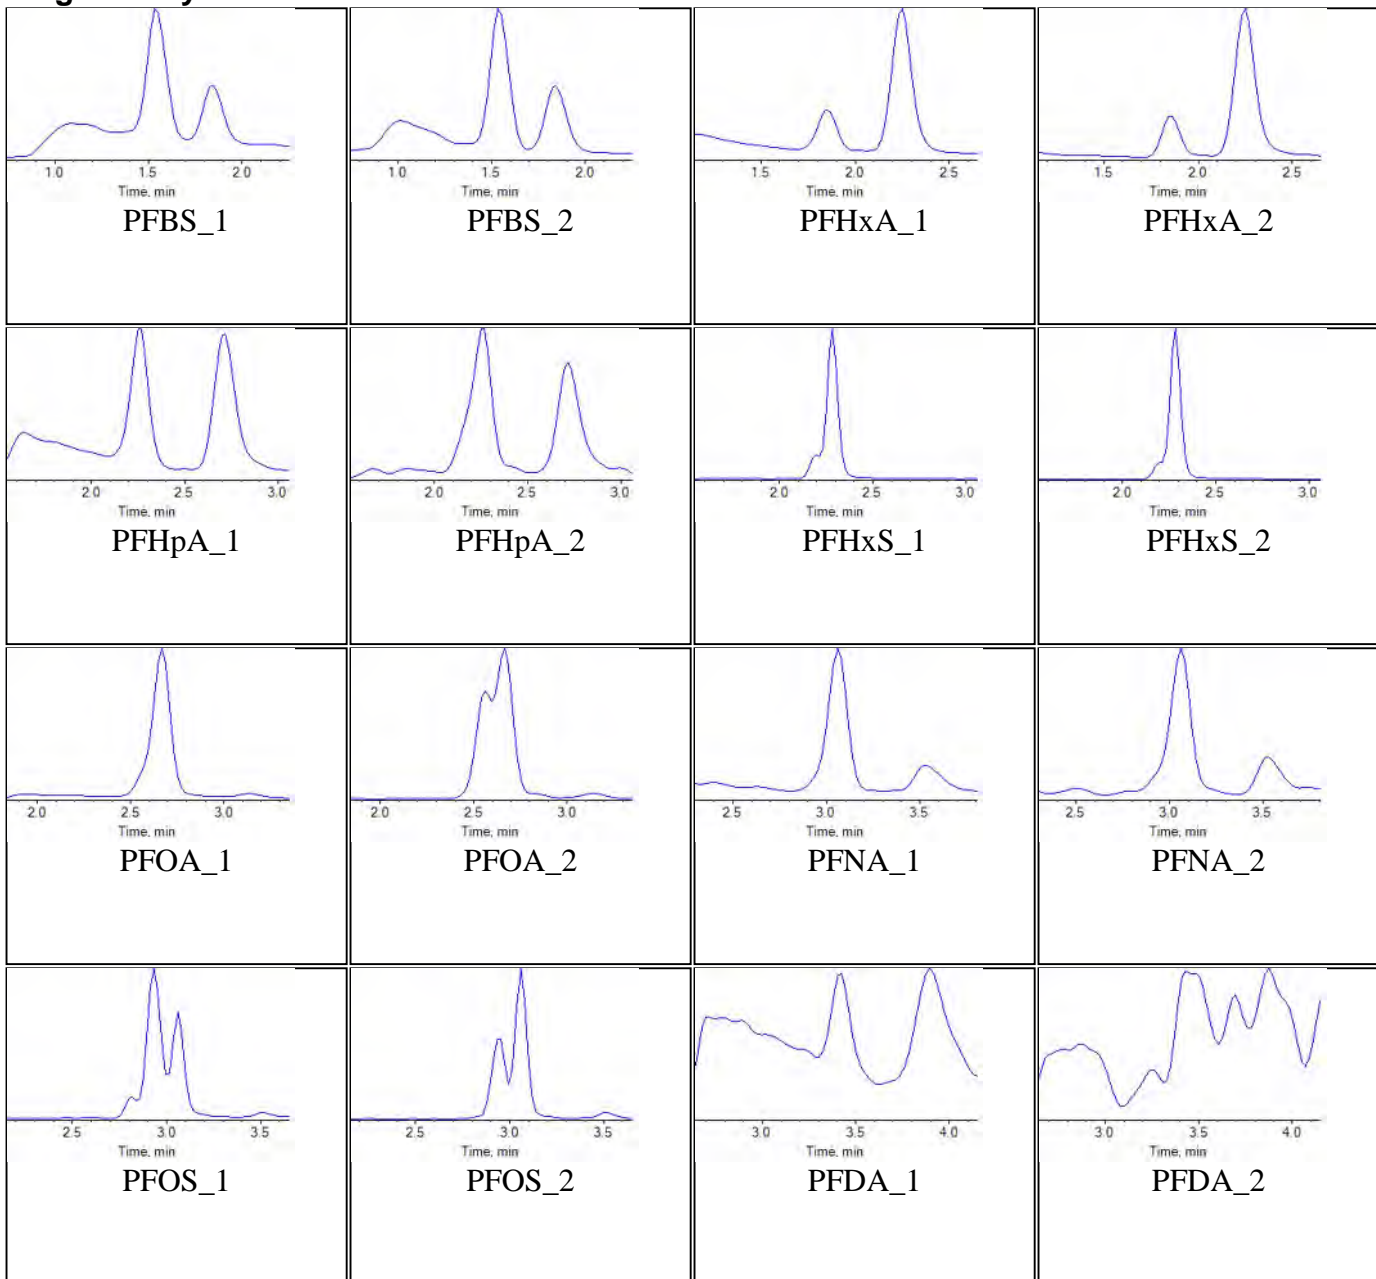 1.0 1.5 2.0 1.0 1.5 2.0 1.5 2.0 2.5 1.5 2.0 2.5
Time, min Time, min Time, min Time, min
PFBS_1 PFBS_2 PFHxA_1 PFHxA_2
2.0 2.5 3.0 2.0 2.5 3.0 2.0 2.5 3.0 2.0 2.5 3.0
Time, min Time, min Time, min Time, min
PFHpA_1 PFHpA_2 PFHxS_1 PFHxS_2
2.0 2.5 3.0 2.0 2.5 3.0 2.5 3.0 3.5 2.5 3.0 3.5
Time, min Time, min Time, min Time, min
PFOA_1 PFOA_2 PFNA_1 PFNA_2
2.5 3.0 3.5 2.5 3.0 3.5 3.0 3.5 4.0 3.0 3.5 4.0
Time, min Time, min Time, min Time, min
PFOS_1 PFOS_2 PFDA_1 PFDA_2